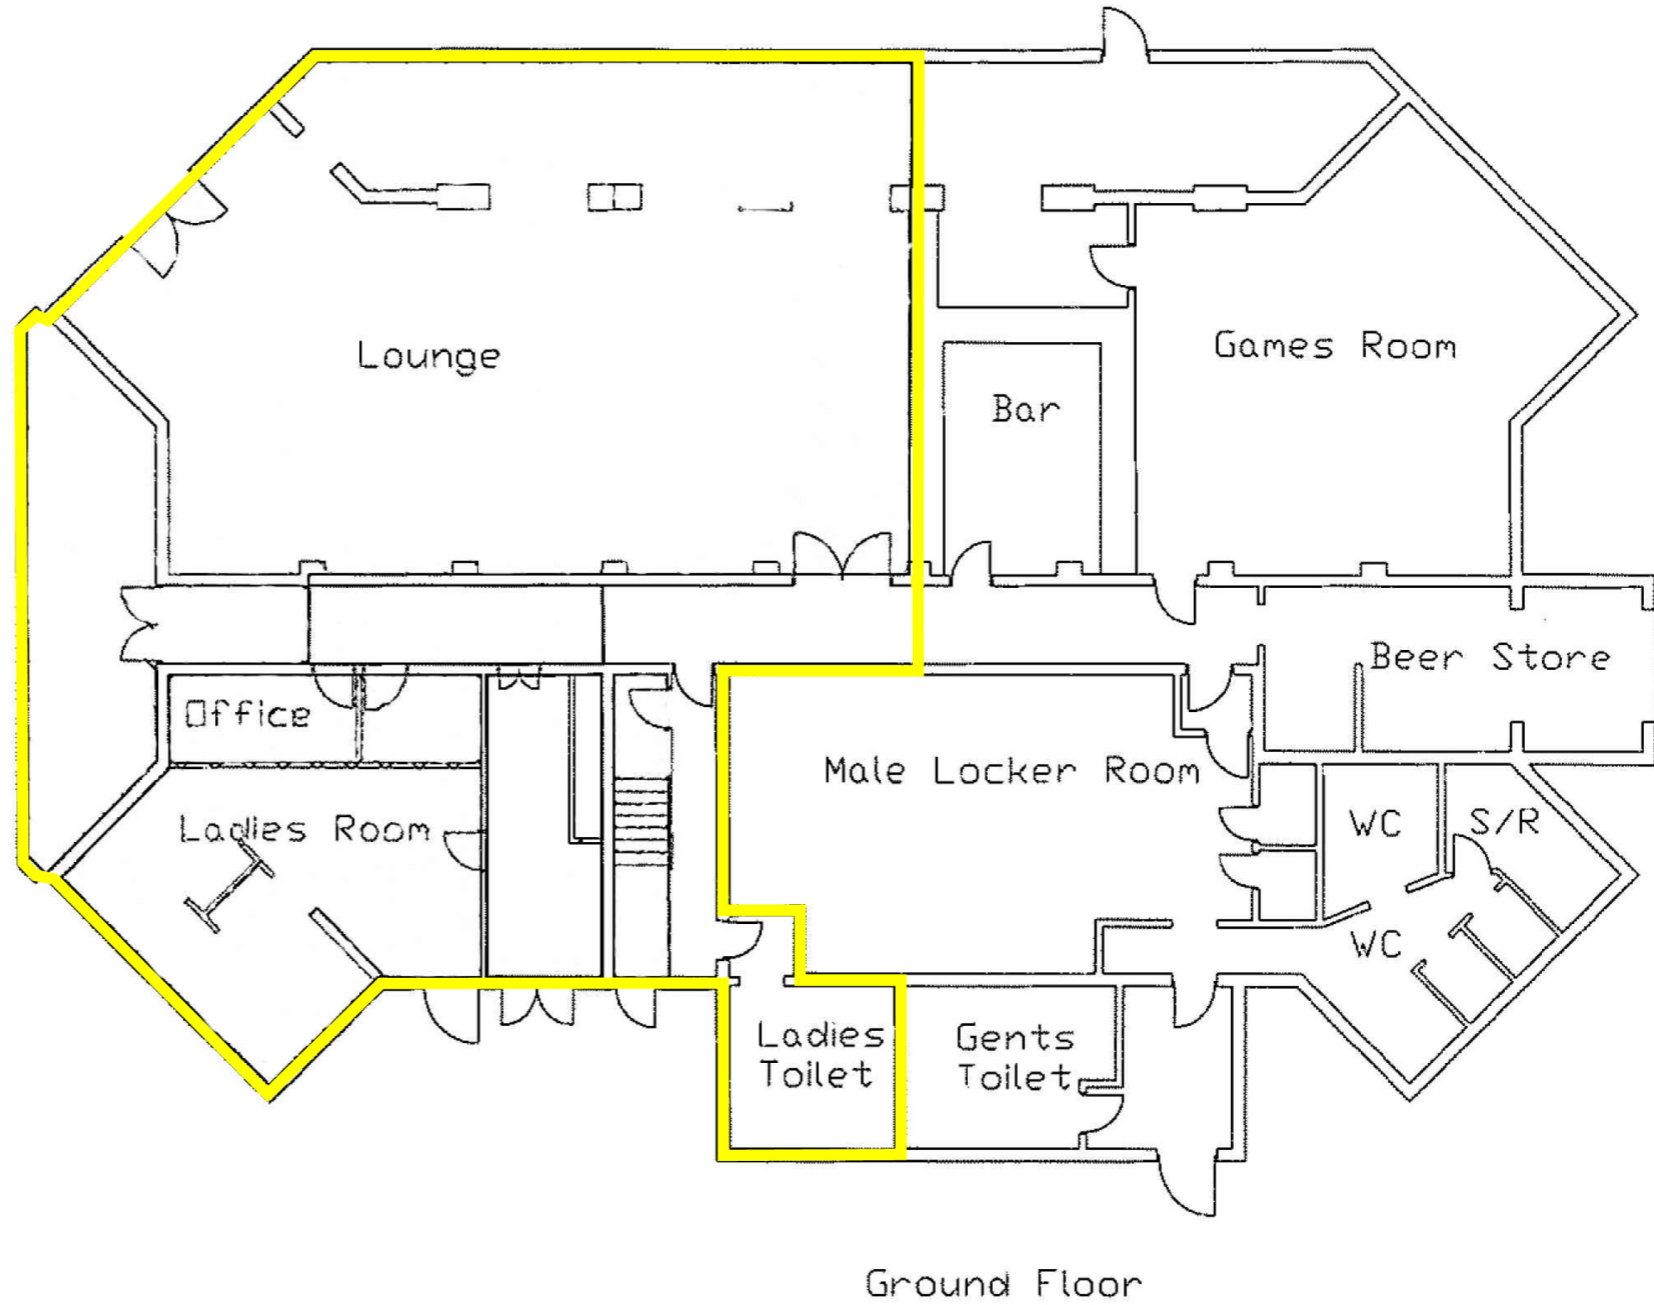 Lounge
Games Room
Bar
Beer Store
Office
Male Locker Room
Ladies Room
WC
S/R
WC
Ladies
Toilet
Gents
Toilet
Ground Floor